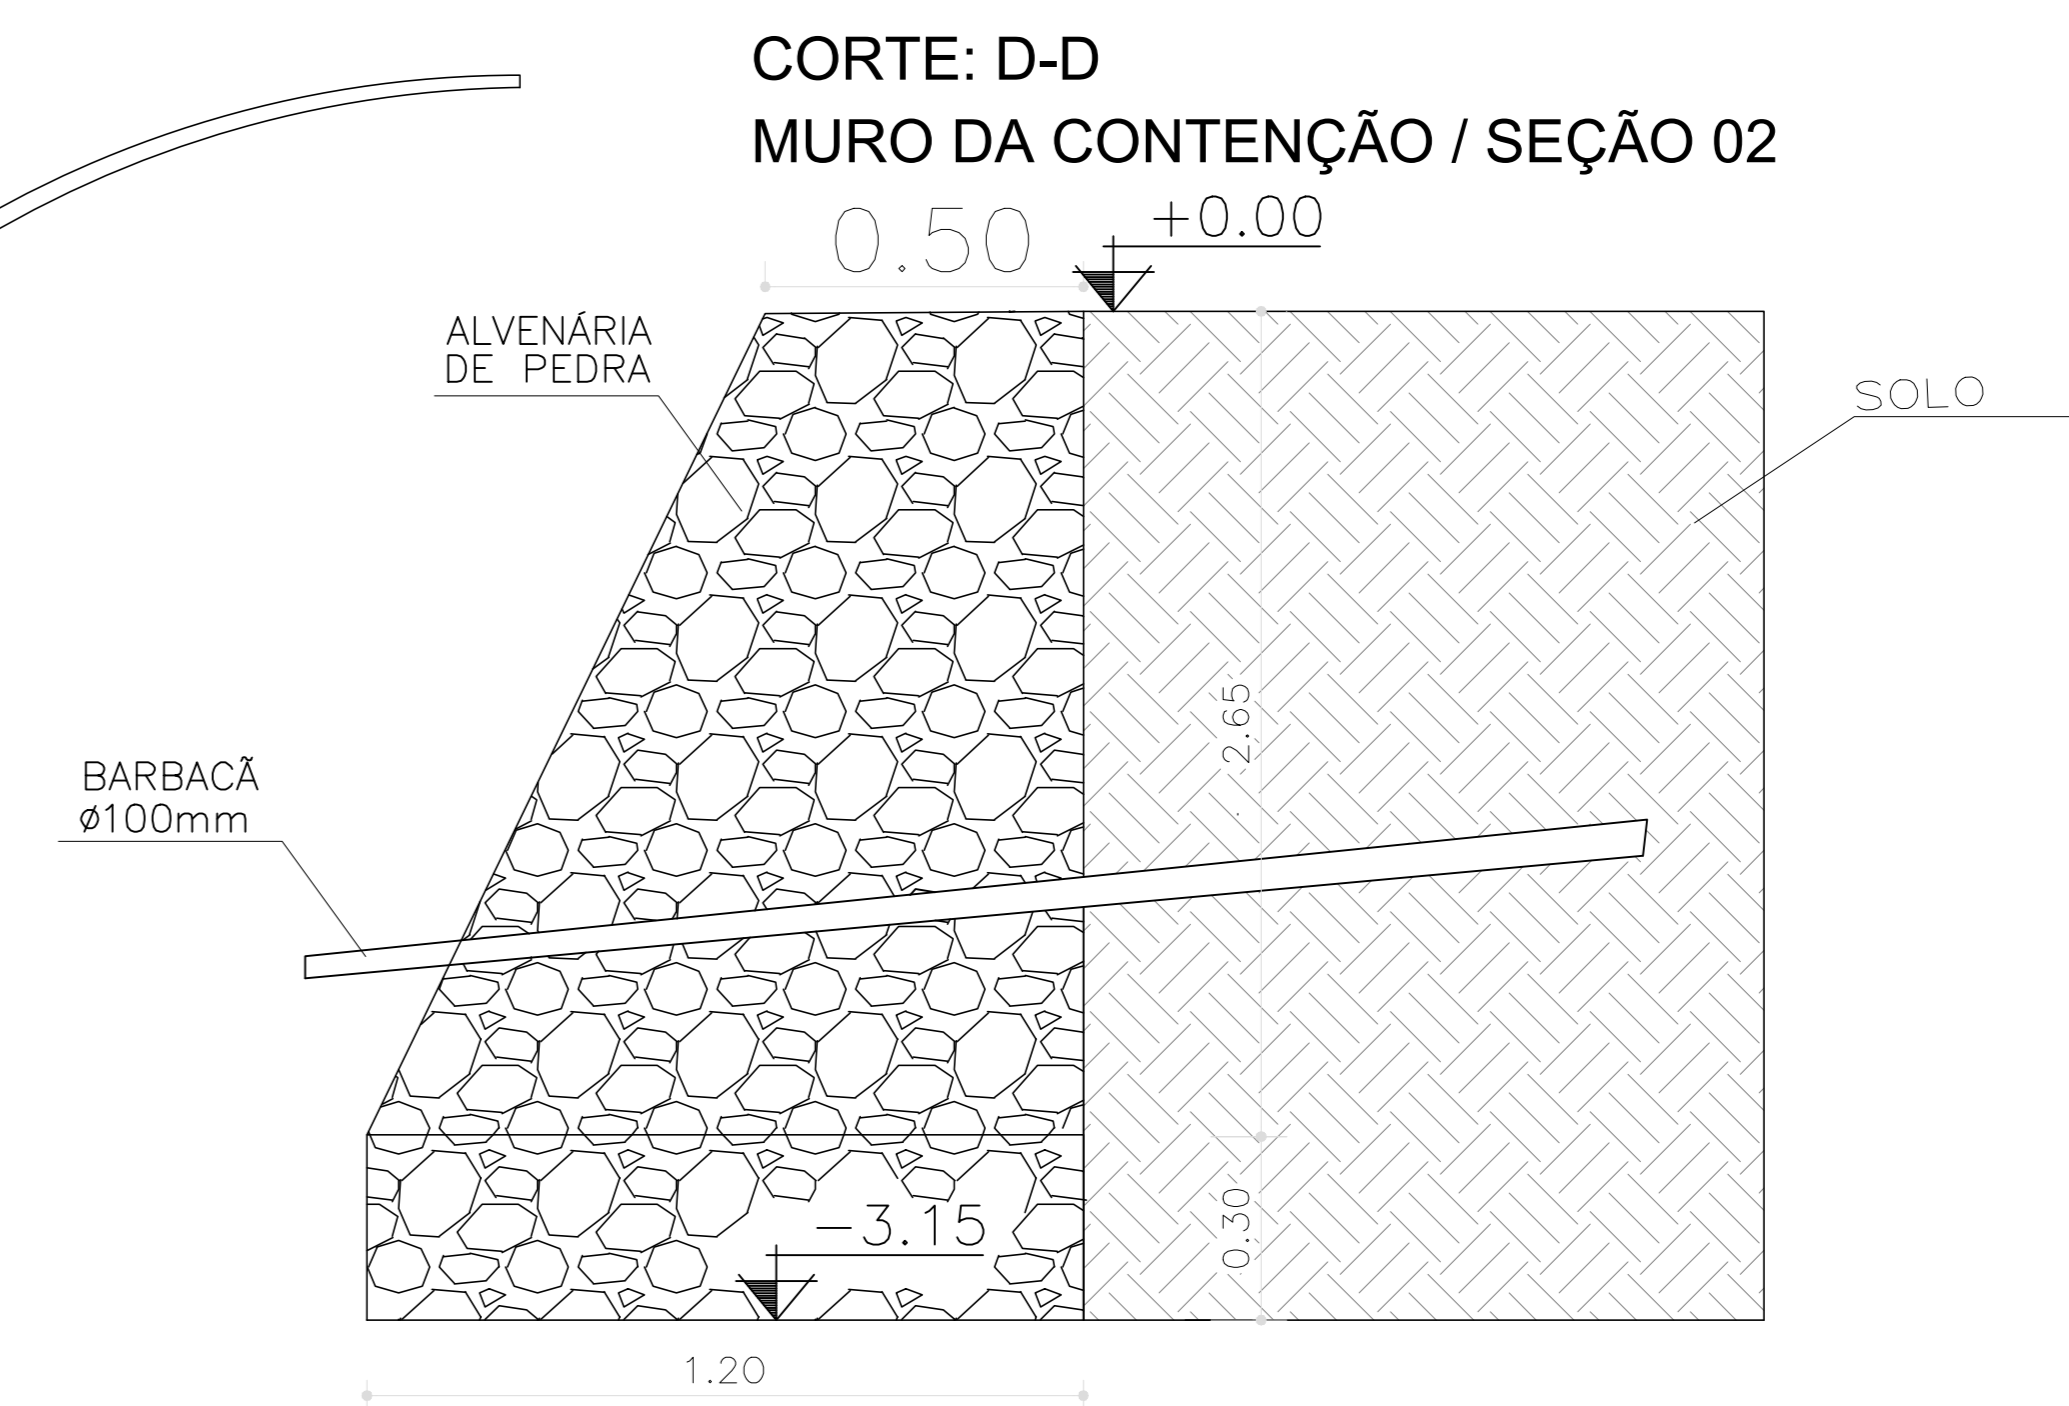 CORTE: D-D
MURO DA CONTENÇÃO / SEÇÃO 02
0.50
+0.00
ALVENÁRIA
DE PEDRA
SOLO
2.65
BARBACÃ
ø100mm
0.30
-3.15
1.20